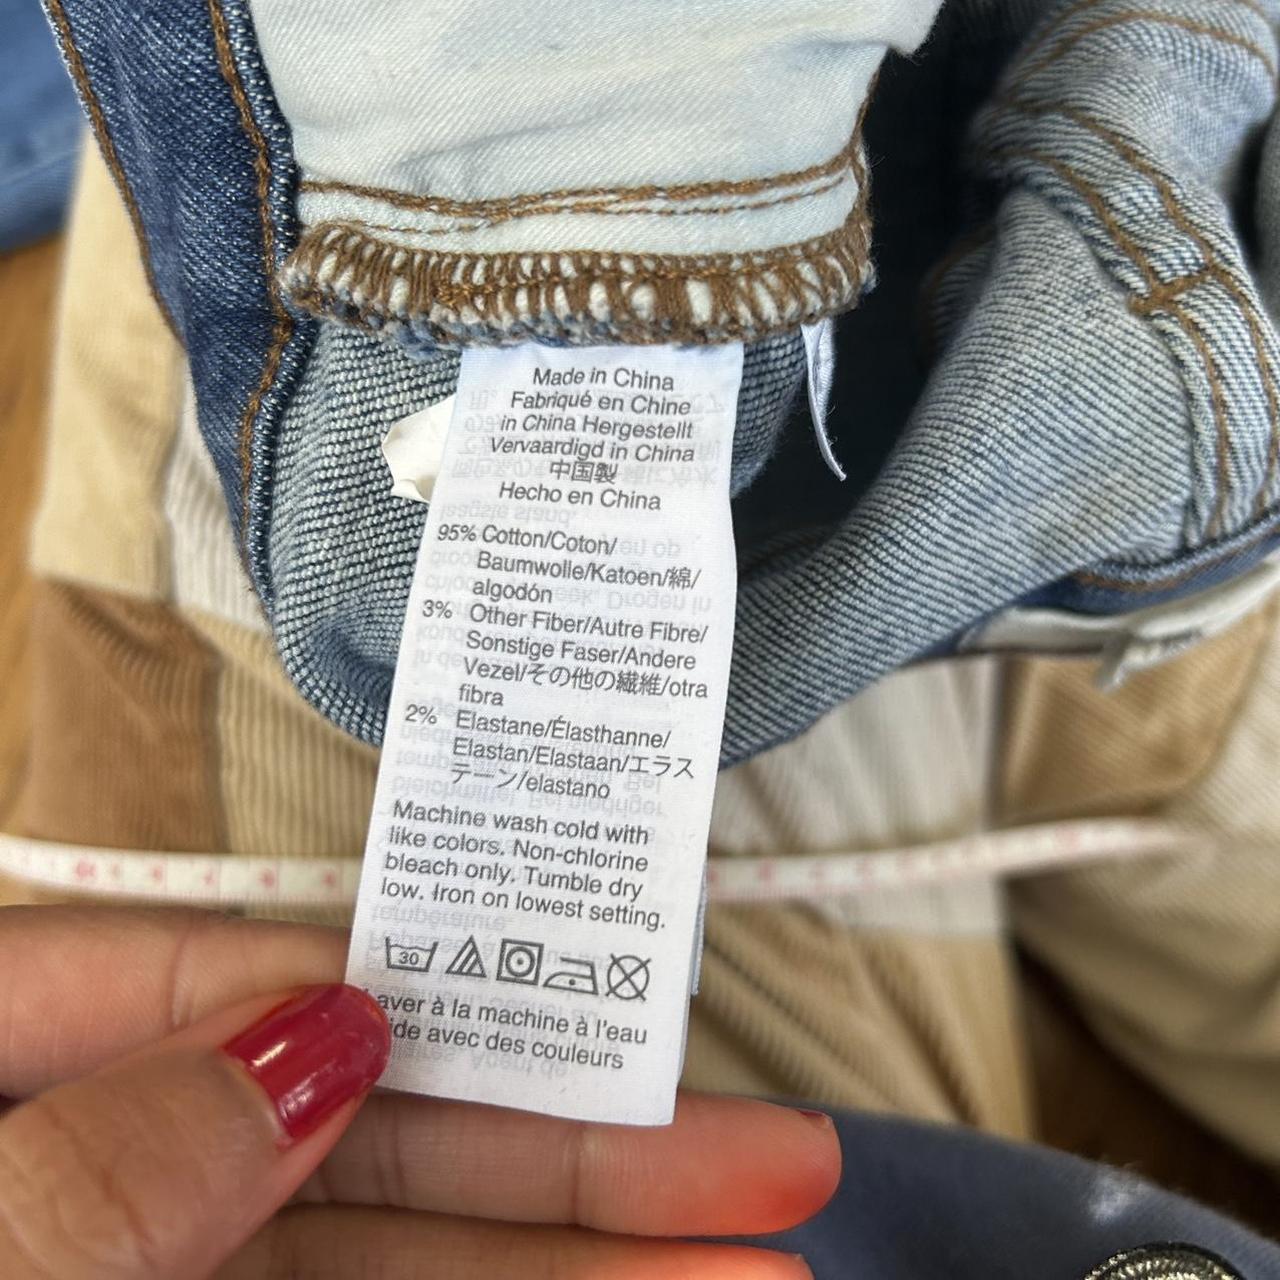 Made in China
Fabriqué en Chine
in China Hergestellt
Vervaardigd in China
中国製
Hecho en China
95% Cotton/Coton/
Baumwolle/Katoen/綿/
algodón
3% Other Fiber/Autre Fibre/
Sonstige Faser/Andere
Vezel/その他の繊維/otra
fibra
2% Elastane/Élasthanne/
Elastan/Elastaan/エラス
テーン/elastano
Machine wash cold with
like colors. Non-chlorine
bleach only. Tumble dry
low. Iron on lowest setting.
30
aver à la machine à l'eau
ide avec des couleurs